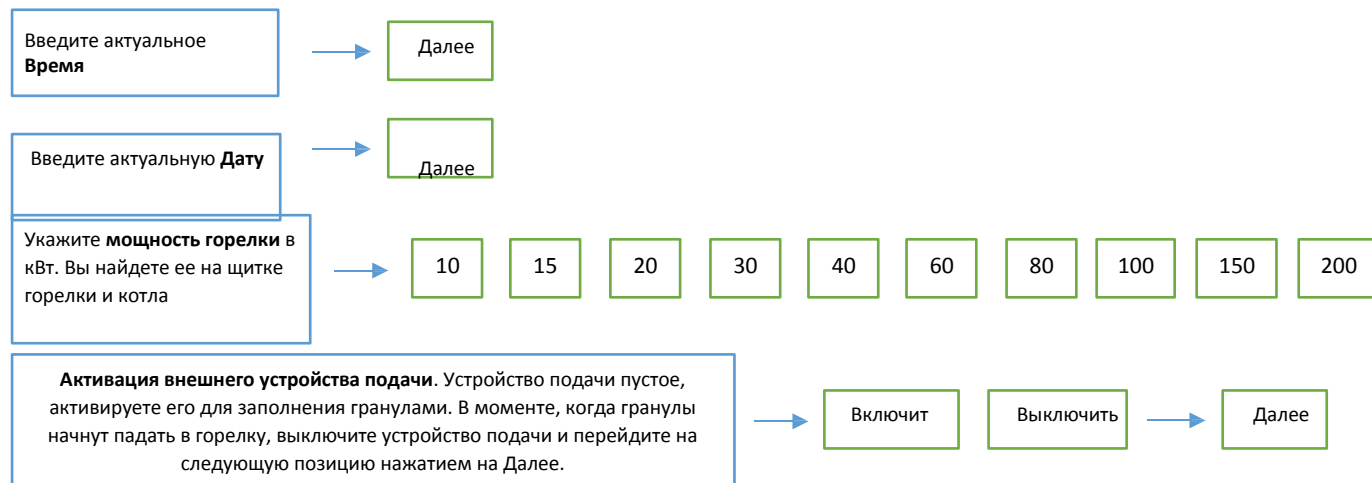 Введите актуальное
Время
Далее
Введите актуальную Дату
Далее
Укажите мощность горелки в
кВт. Вы найдете ее на щитке
горелки и котла
10 15 20 30 40 60 80 100 150 200
Активация внешнего устройства подачи. Устройство подачи пустое,
активируете его для заполнения гранулами. В моменте, когда гранулы
начнут падать в горелку, выключите устройство подачи и перейдите на
следующую позицию нажатием на Далее.
Включит Выключить Далее